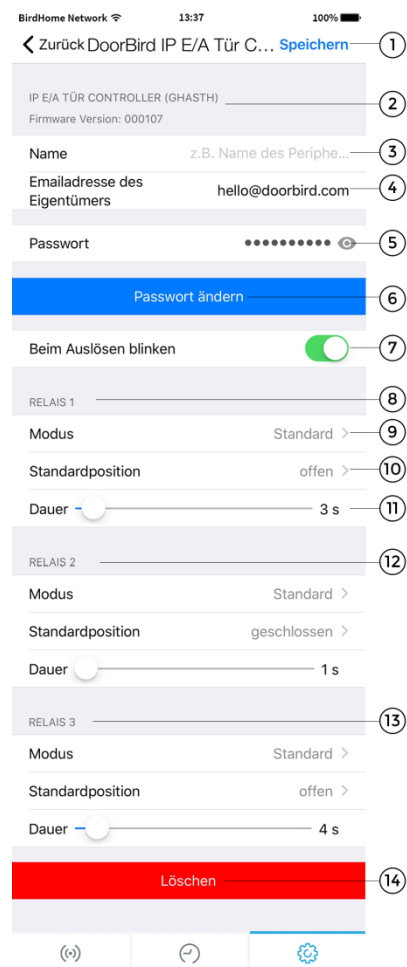 BirdHome Network 13:37 100%
Zurück DoorBird IP E/A Tür C... Speichern 1
IP E/A TÜR CONTROLLER (GHASTH) 2
Firmware Version: 000107
Name z.B. Name des Periphe... 3
Emailadresse des
Eigentümers hello@doorbird.com 4
Passwort •••••••••• 5
Passwort ändern 6
Beim Auslösen blinken 7
RELAIS 1 8
Modus Standard 9
Standardposition offen 10
Dauer 3 s 11
RELAIS 2 12
Modus Standard
Standardposition geschlossen
Dauer 1 s
RELAIS 3 13
Modus Standard
Standardposition offen
Dauer 4 s
Löschen 14